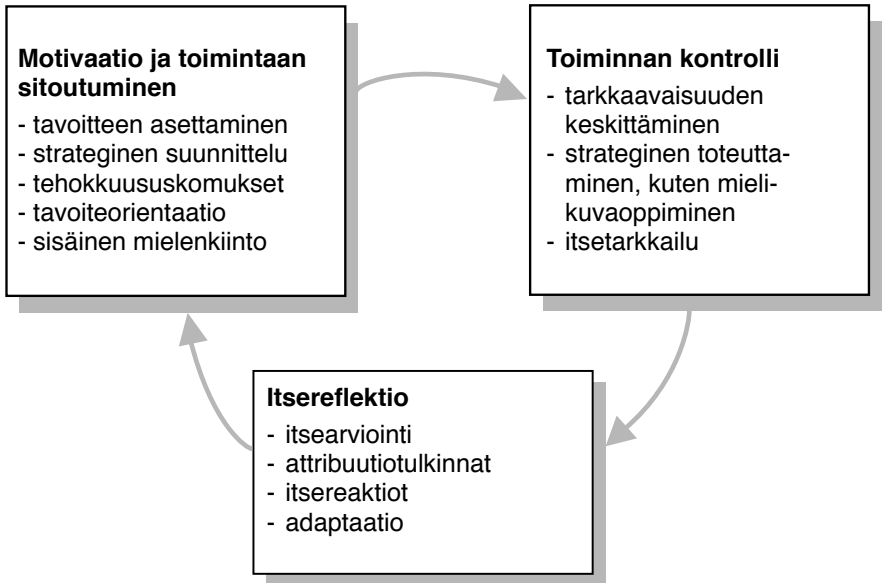 Motivaatio ja toimintaan
sitoutuminen
- tavoitteen asettaminen
- strateginen suunnittelu
- tehokkuususkomukset
- tavoiteorientaatio
- sisäinen mielenkiinto
Toiminnan kontrolli
- tarkkaavaisuuden
keskittäminen
- strateginen toteutta-
minen, kuten mieli-
kuvaoppiminen
- itsetarkkailu
Itsereflektio
- itsearviointi
- attribuutiotulkinnat
- itsereaktiot
- adaptaatio